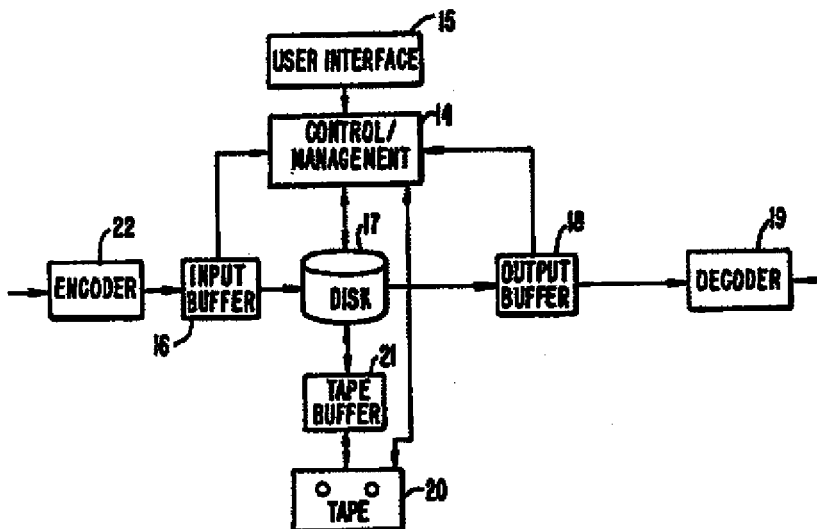 15
USER INTERFACE
14
CONTROL/
MANAGEMENT
22
ENCODER
INPUT
BUFFER
16
17
DISK
18
OUTPUT
BUFFER
19
DECODER
21
TAPE
BUFFER
TAPE
20